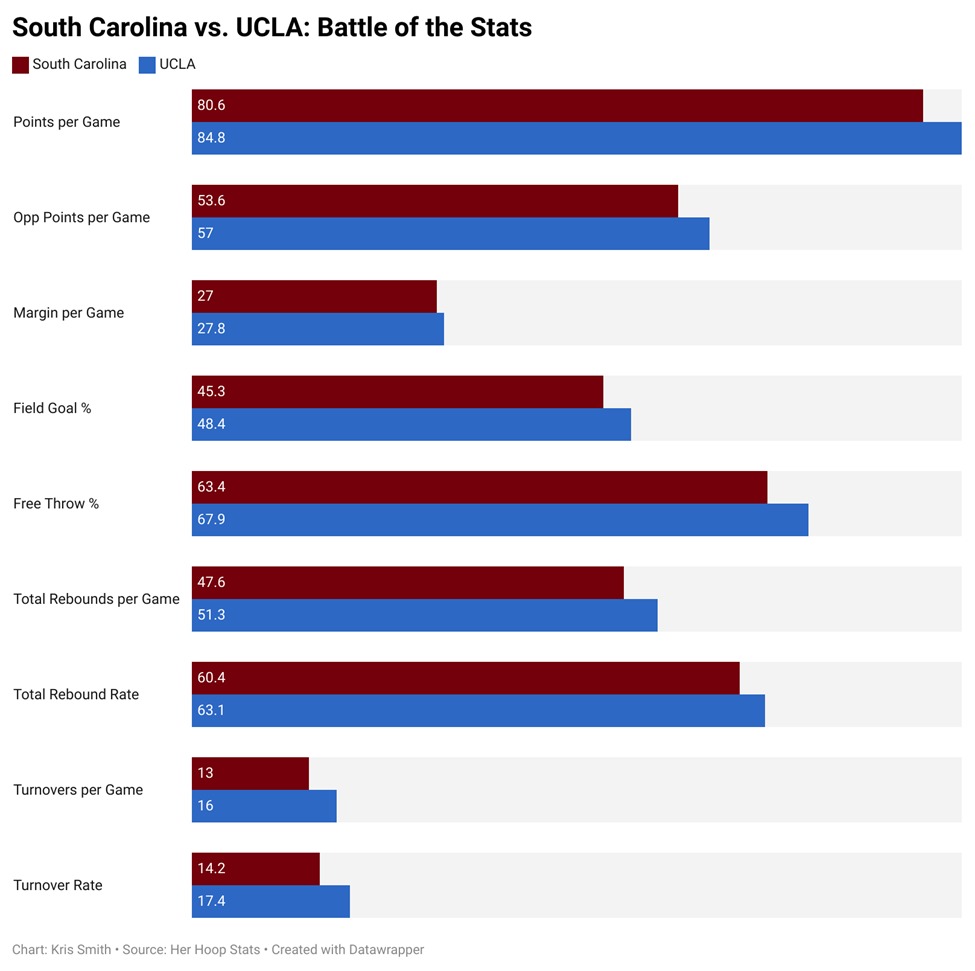 South Carolina vs. UCLA: Battle of the Stats
South Carolina UCLA
Points per Game
80.6
84.8
Opp Points per Game
53.6
57
Margin per Game
27
27.8
Field Goal %
45.3
48.4
Free Throw %
63.4
67.9
Total Rebounds per Game
47.6
51.3
Total Rebound Rate
60.4
63.1
Turnovers per Game
13
16
Turnover Rate
14.2
17.4
Chart: Kris Smith • Source: Her Hoop Stats • Created with Datawrapper